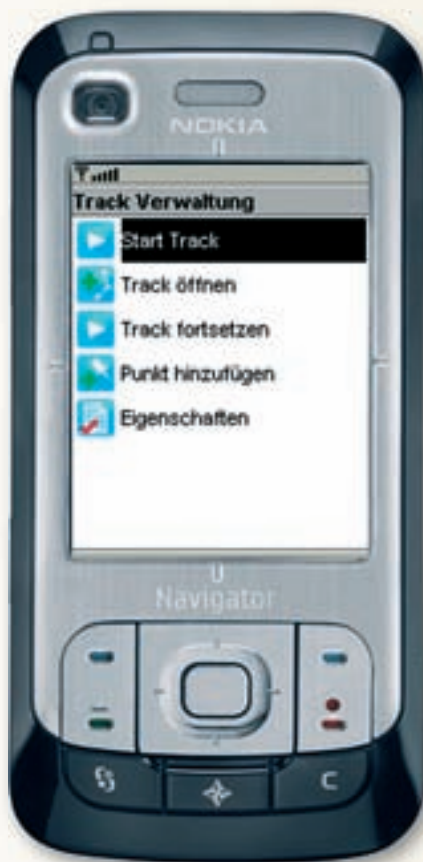 NOKIA
Track Verwaltung
Start Track
Track öffnen
Track fortsetzen
Punkt hinzufügen
Eigenschaften
Navigator
C